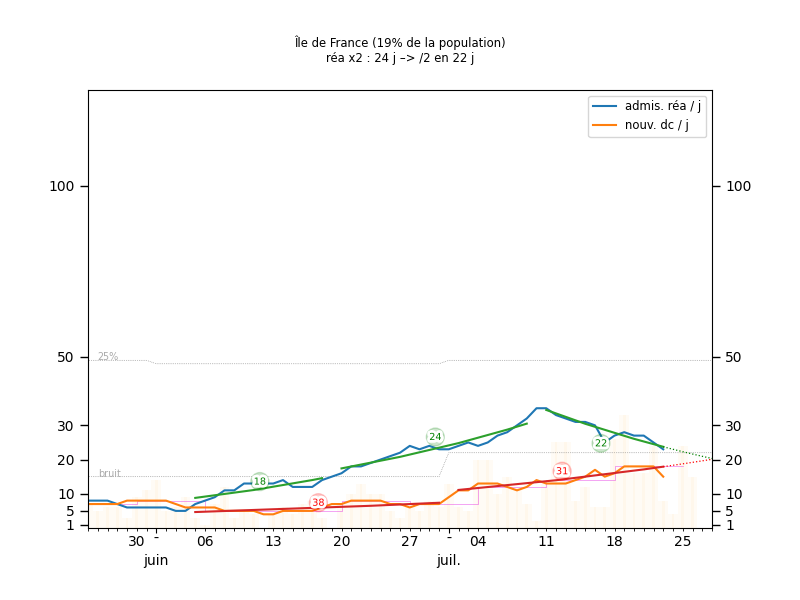 Île de France (19% de la population)
réa x2 : 24 j –> /2 en 22 j
admis. réa / j
nouv. dc / j
100 100
50 50
25%
30 30
24
22
20 20
bruit
18
31
10 10
38
5 5
1 1
30 - 06 13 20 27 - 04 11 18 25
juin juil.